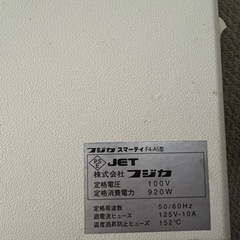 フジカ スマーティ F4-A5型
PS E JET
株式会社 フジカ
定格電圧 100V
定格消費電力 920W
定格周波数 50/60Hz
過電流ヒューズ 125V-10A
温度過昇防止ヒューズ 152℃